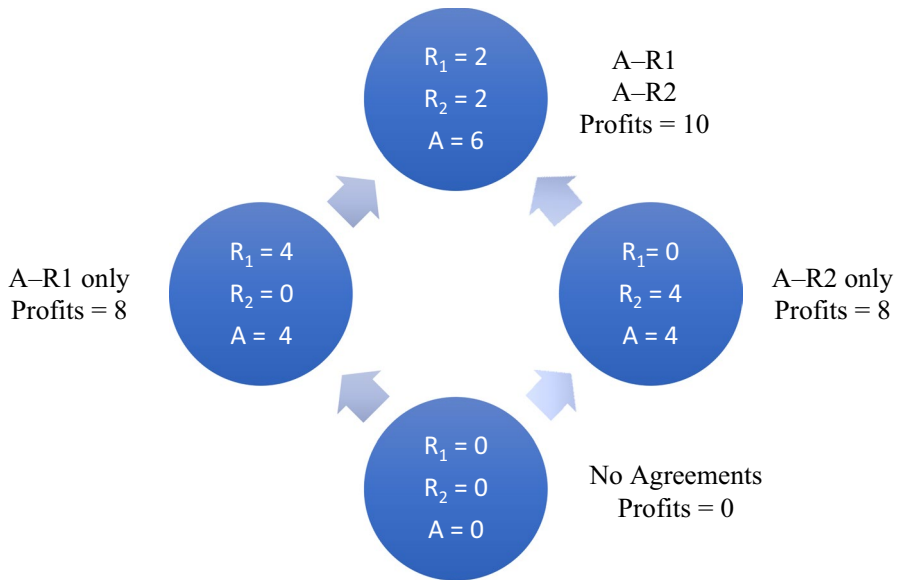 R₁ = 2
R₂ = 2
A = 6
A–R1
A–R2
Profits = 10
A–R1 only
Profits = 8
R₁ = 4
R₂ = 0
A = 4
R₁= 0
R₂ = 4
A = 4
A–R2 only
Profits = 8
R₁ = 0
R₂ = 0
A = 0
No Agreements
Profits = 0